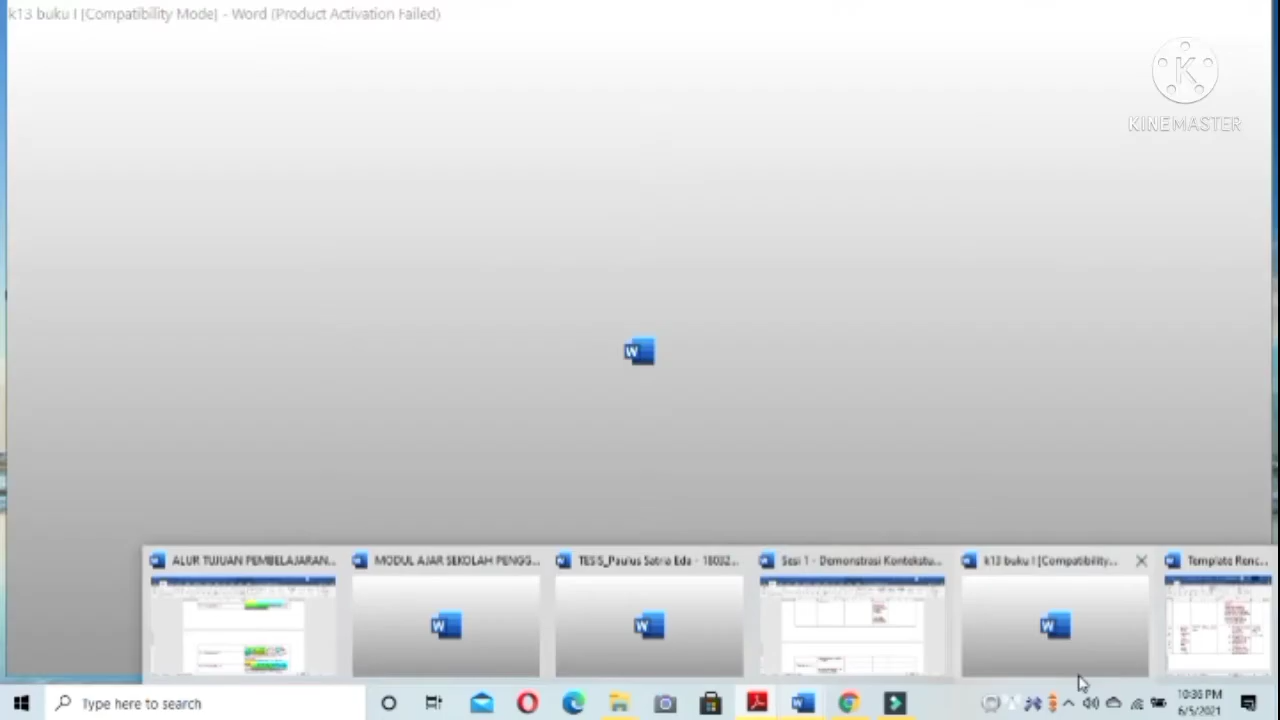 k13 buku I [Compatibility Mode] - Word (Product Activation Failed)
K
KINEMASTER
ALUR TUJUAN PEMBELAJARAN...
MODUL AJAR SEKOLAH PENGG...
TESIS_Paulus Satria Eda - 18032...
Sesi 1 - Demonstrasi Kontekstu...
k13 buku I [Compatibility...
Template Renc...
Type here to search
10:36 PM
6/5/2021